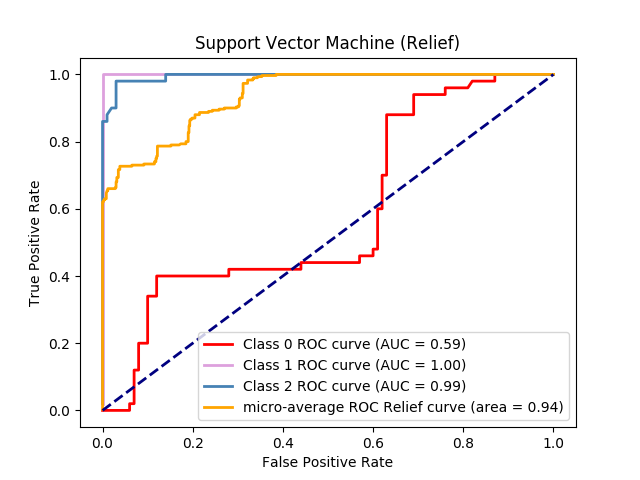 Support Vector Machine (Relief)
True Positive Rate
1.0
0.8
0.6
0.4
0.2
0.0
Class 0 ROC curve (AUC = 0.59)
Class 1 ROC curve (AUC = 1.00)
Class 2 ROC curve (AUC = 0.99)
micro-average ROC Relief curve (area = 0.94)
0.0 0.2 0.4 0.6 0.8 1.0
False Positive Rate